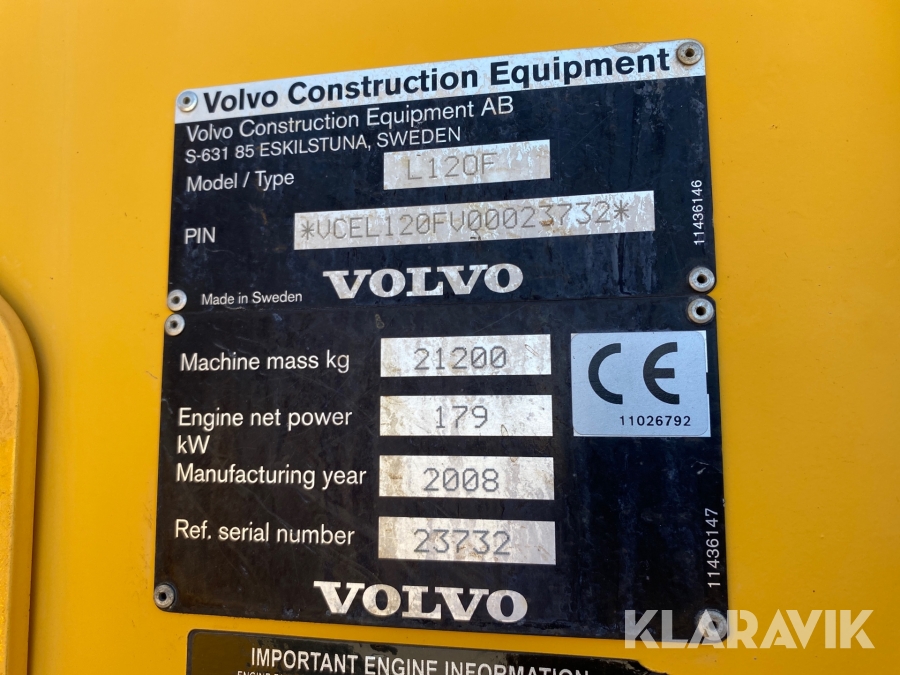 Volvo Construction Equipment
Volvo Construction Equipment AB
S-631 85 ESKILSTUNA, SWEDEN
Model / Type L120F
PIN *VCEL120FV00023732*
11436146
VOLVO
Made in Sweden
Machine mass kg 21200
CE
11026792
Engine net power 179
kW
Manufacturing year 2008
Ref. serial number 23732
11436147
VOLVO
IMPORTANT ENGINE INFORMATION
KLARAVIK